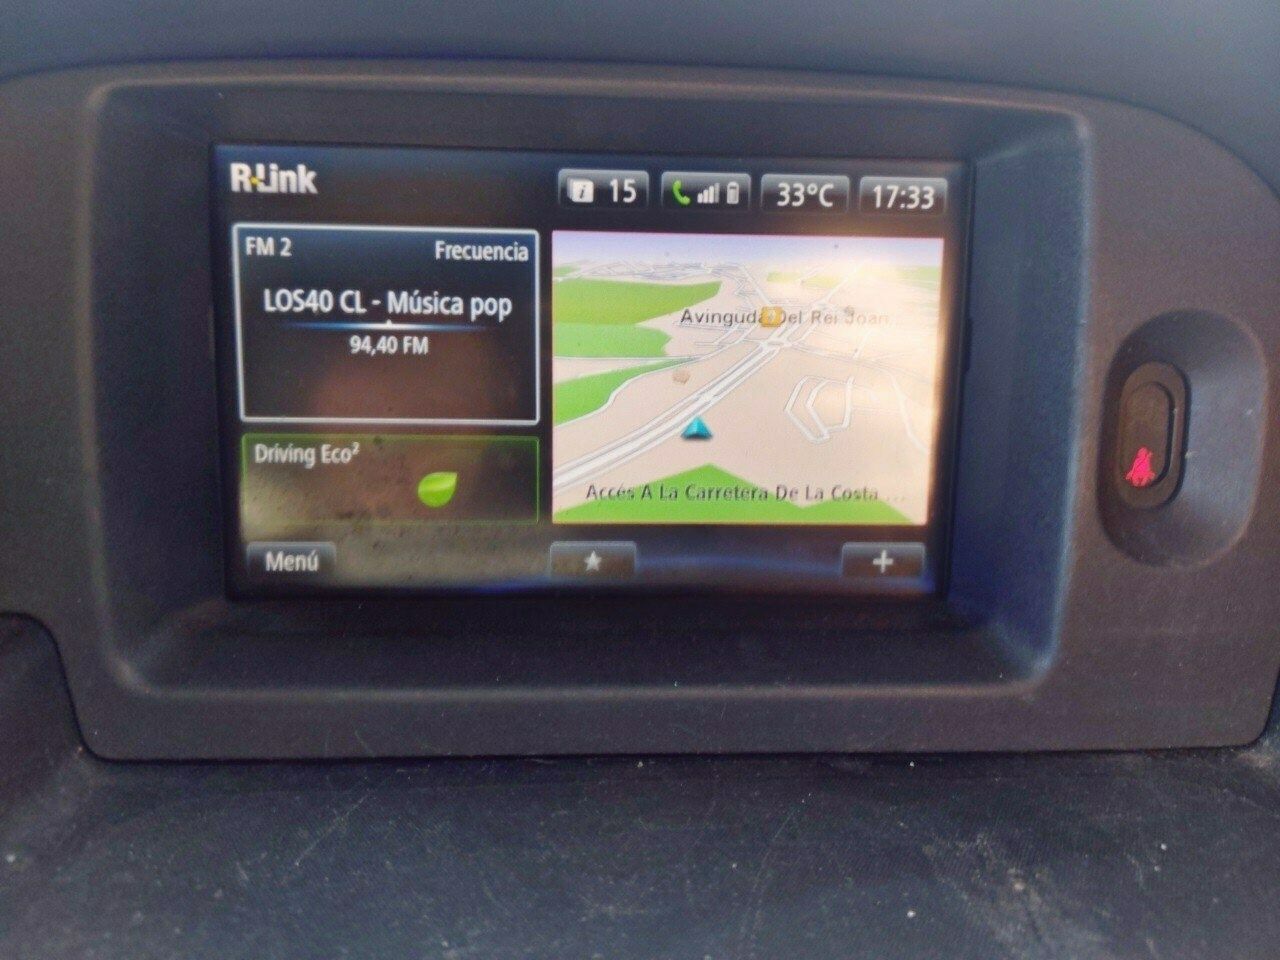 R-Link
15
33°C
17:33
FM 2
Frecuencia
LOS40 CL - Música pop
94,40 FM
Driving Eco²
Avinguda Del Rei Joan...
Accés A La Carretera De La Costa ...
Menú